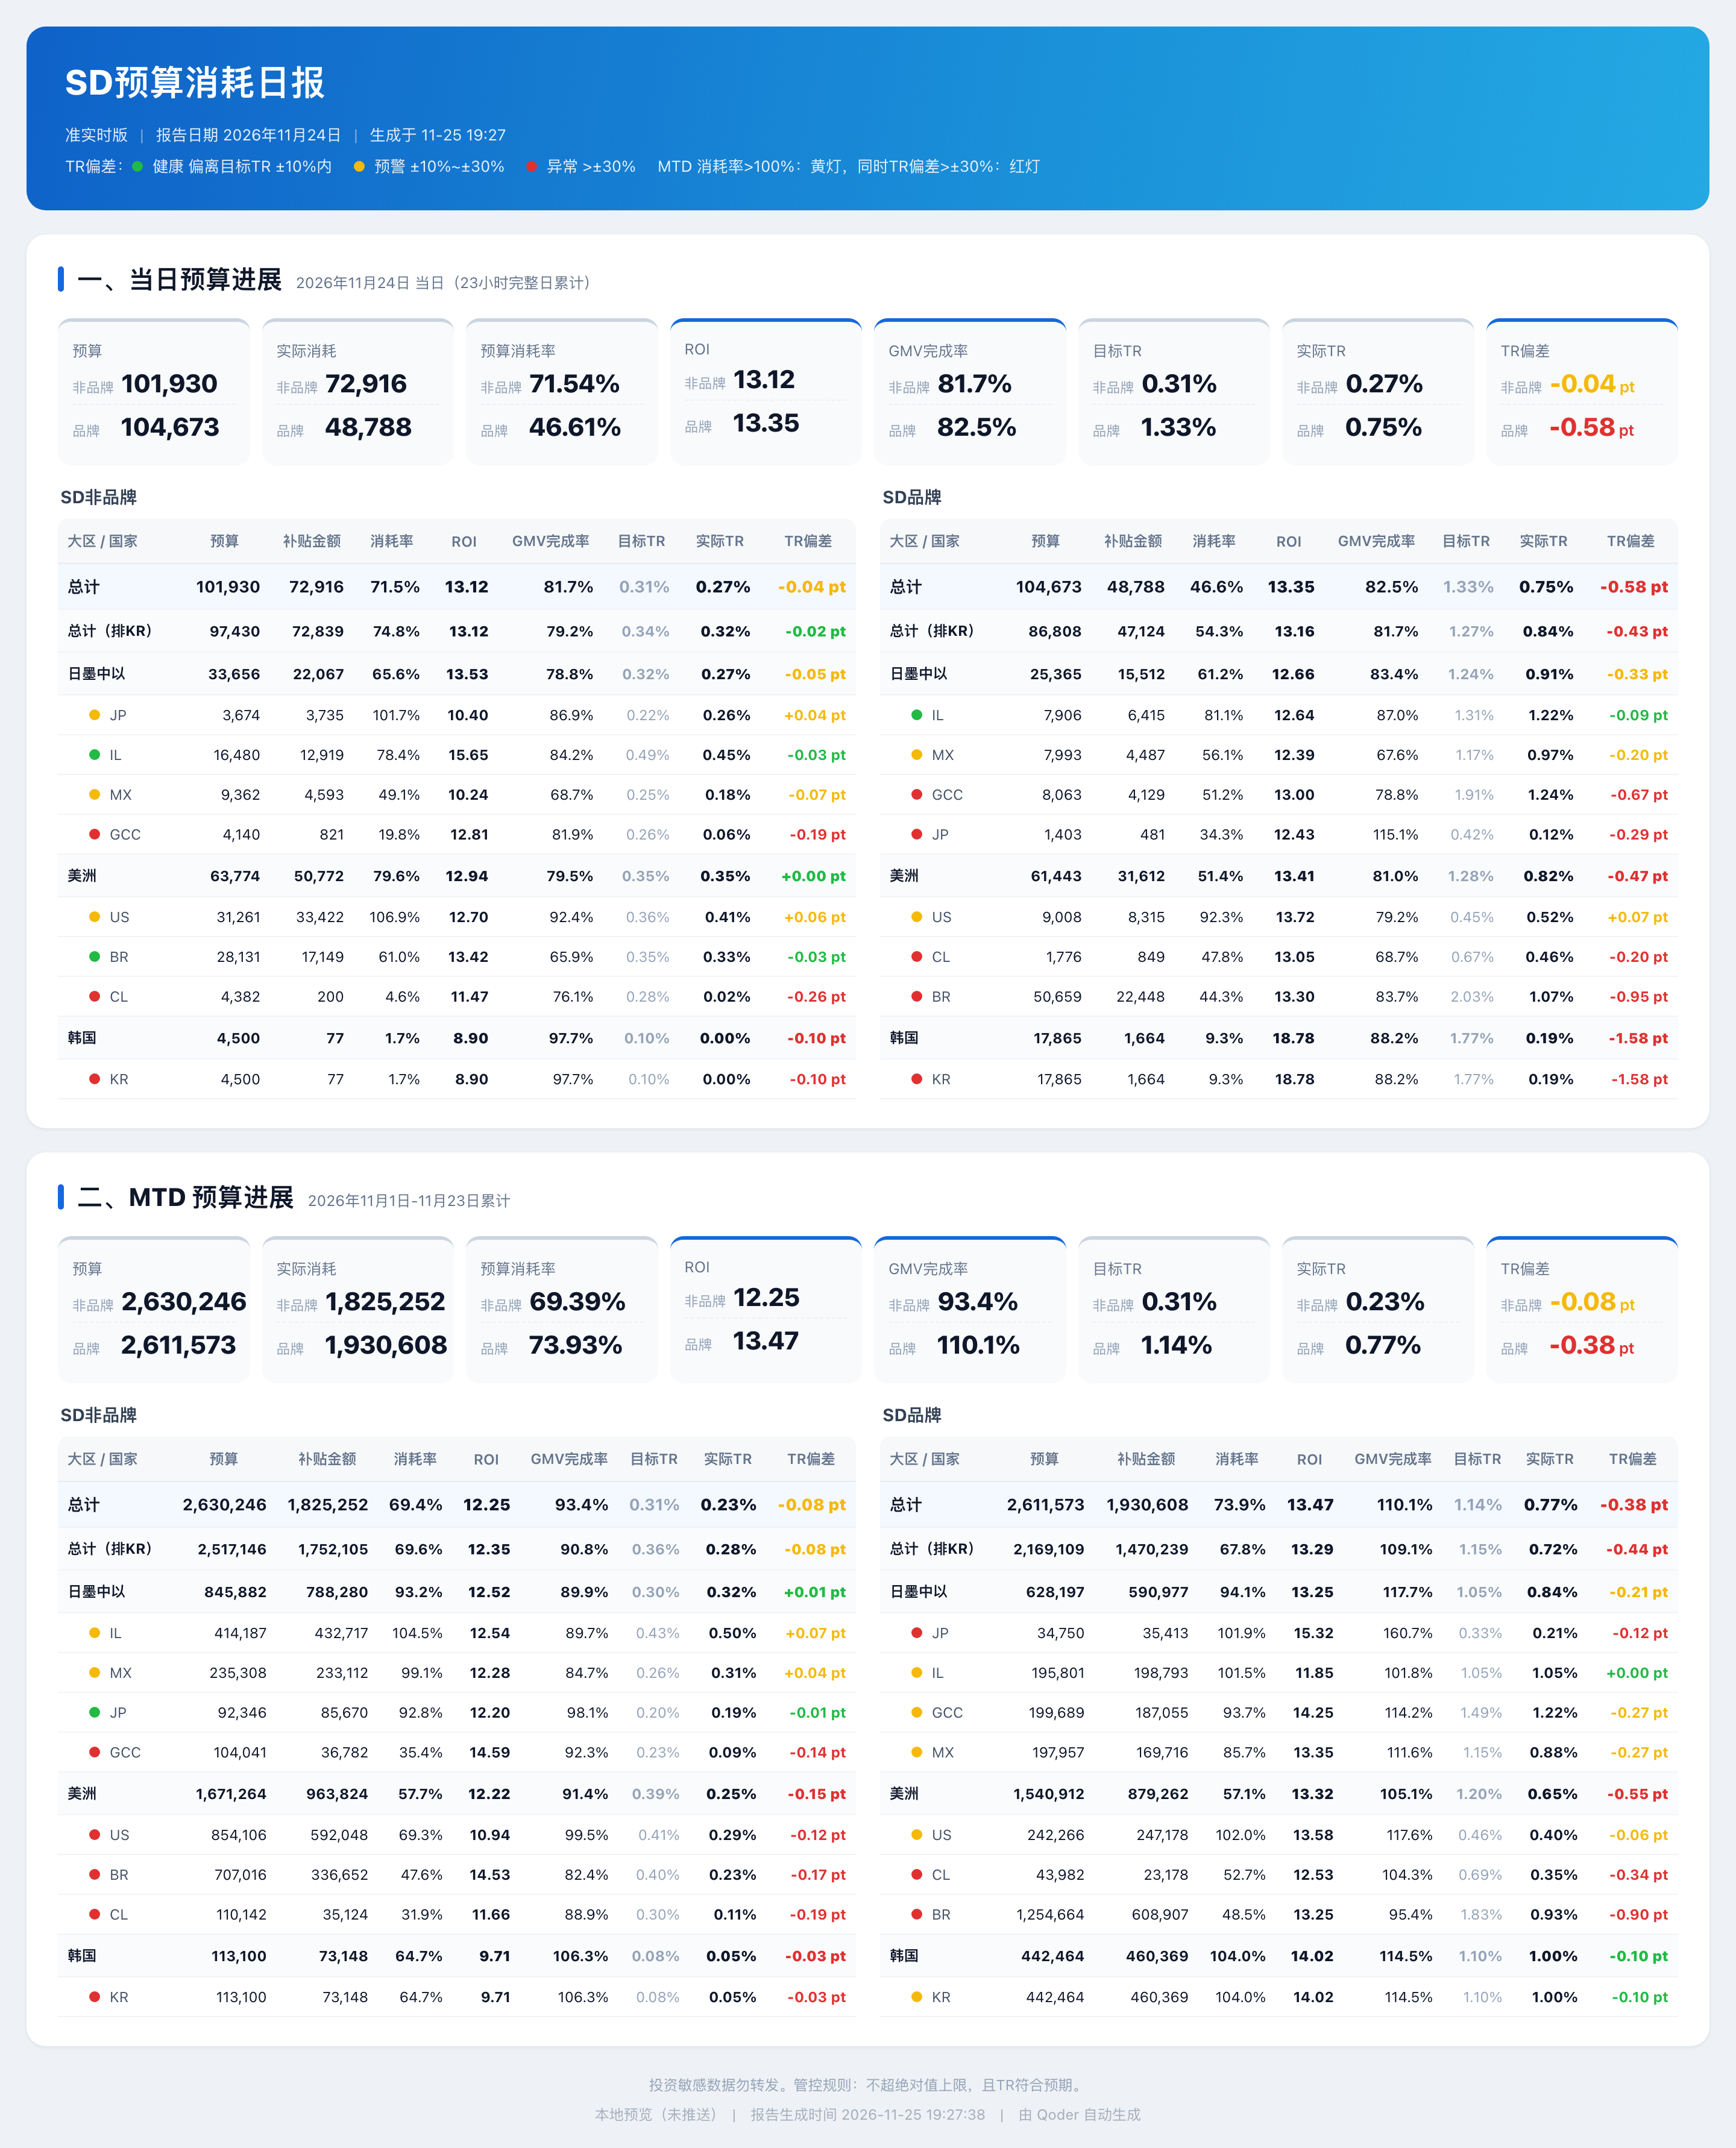 SD预算消耗日报
准实时版 | 报告日期 2026年11月24日 | 生成于 11-25 19:27
TR偏差: 健康 偏离目标TR ±10%内 预警 ±10%~±30% 异常 >±30% MTD 消耗率>100%: 黄灯, 同时TR偏差>±30%: 红灯
一、当日预算进展 2026年11月24日 当日（23小时完整日累计）
预算 实际消耗 预算消耗率 ROI GMV完成率 目标TR 实际TR TR偏差
非品牌 101,930 非品牌 72,916 非品牌 71.54% 非品牌 13.12 非品牌 81.7% 非品牌 0.31% 非品牌 0.27% 非品牌 -0.04 pt
品牌 104,673 品牌 48,788 品牌 46.61% 品牌 13.35 品牌 82.5% 品牌 1.33% 品牌 0.75% 品牌 -0.58 pt
SD非品牌
大区 / 国家 预算 补贴金额 消耗率 ROI GMV完成率 目标TR 实际TR TR偏差
总计 101,930 72,916 71.5% 13.12 81.7% 0.31% 0.27% -0.04 pt
总计（排KR） 97,430 72,839 74.8% 13.12 79.2% 0.34% 0.32% -0.02 pt
日墨中以 33,656 22,067 65.6% 13.53 78.8% 0.32% 0.27% -0.05 pt
JP 3,674 3,735 101.7% 10.40 86.9% 0.22% 0.26% +0.04 pt
IL 16,480 12,919 78.4% 15.65 84.2% 0.49% 0.45% -0.03 pt
MX 9,362 4,593 49.1% 10.24 68.7% 0.25% 0.18% -0.07 pt
GCC 4,140 821 19.8% 12.81 81.9% 0.26% 0.06% -0.19 pt
美洲 63,774 50,772 79.6% 12.94 79.5% 0.35% 0.35% +0.00 pt
US 31,261 33,422 106.9% 12.70 92.4% 0.36% 0.41% +0.06 pt
BR 28,131 17,149 61.0% 13.42 65.9% 0.35% 0.33% -0.03 pt
CL 4,382 200 4.6% 11.47 76.1% 0.28% 0.02% -0.26 pt
韩国 4,500 77 1.7% 8.90 97.7% 0.10% 0.00% -0.10 pt
KR 4,500 77 1.7% 8.90 97.7% 0.10% 0.00% -0.10 pt
SD品牌
大区 / 国家 预算 补贴金额 消耗率 ROI GMV完成率 目标TR 实际TR TR偏差
总计 104,673 48,788 46.6% 13.35 82.5% 1.33% 0.75% -0.58 pt
总计（排KR） 86,808 47,124 54.3% 13.16 81.7% 1.27% 0.84% -0.43 pt
日墨中以 25,365 15,512 61.2% 12.66 83.4% 1.24% 0.91% -0.33 pt
IL 7,906 6,415 81.1% 12.64 87.0% 1.31% 1.22% -0.09 pt
MX 7,993 4,487 56.1% 12.39 67.6% 1.17% 0.97% -0.20 pt
GCC 8,063 4,129 51.2% 13.00 78.8% 1.91% 1.24% -0.67 pt
JP 1,403 481 34.3% 12.43 115.1% 0.42% 0.12% -0.29 pt
美洲 61,443 31,612 51.4% 13.41 81.0% 1.28% 0.82% -0.47 pt
US 9,008 8,315 92.3% 13.72 79.2% 0.45% 0.52% +0.07 pt
CL 1,776 849 47.8% 13.05 68.7% 0.67% 0.46% -0.20 pt
BR 50,659 22,448 44.3% 13.30 83.7% 2.03% 1.07% -0.95 pt
韩国 17,865 1,664 9.3% 18.78 88.2% 1.77% 0.19% -1.58 pt
KR 17,865 1,664 9.3% 18.78 88.2% 1.77% 0.19% -1.58 pt
二、MTD 预算进展 2026年11月1日-11月23日累计
预算 实际消耗 预算消耗率 ROI GMV完成率 目标TR 实际TR TR偏差
非品牌 2,630,246 非品牌 1,825,252 非品牌 69.39% 非品牌 12.25 非品牌 93.4% 非品牌 0.31% 非品牌 0.23% 非品牌 -0.08 pt
品牌 2,611,573 品牌 1,930,608 品牌 73.93% 品牌 13.47 品牌 110.1% 品牌 1.14% 品牌 0.77% 品牌 -0.38 pt
SD非品牌
大区 / 国家 预算 补贴金额 消耗率 ROI GMV完成率 目标TR 实际TR TR偏差
总计 2,630,246 1,825,252 69.4% 12.25 93.4% 0.31% 0.23% -0.08 pt
总计（排KR） 2,517,146 1,752,105 69.6% 12.35 90.8% 0.36% 0.28% -0.08 pt
日墨中以 845,882 788,280 93.2% 12.52 89.9% 0.30% 0.32% +0.01 pt
IL 414,187 432,717 104.5% 12.54 89.7% 0.43% 0.50% +0.07 pt
MX 235,308 233,112 99.1% 12.28 84.7% 0.26% 0.31% +0.04 pt
JP 92,346 85,670 92.8% 12.20 98.1% 0.20% 0.19% -0.01 pt
GCC 104,041 36,782 35.4% 14.59 92.3% 0.23% 0.09% -0.14 pt
美洲 1,671,264 963,824 57.7% 12.22 91.4% 0.39% 0.25% -0.15 pt
US 854,106 592,048 69.3% 10.94 99.5% 0.41% 0.29% -0.12 pt
BR 707,016 336,652 47.6% 14.53 82.4% 0.40% 0.23% -0.17 pt
CL 110,142 35,124 31.9% 11.66 88.9% 0.30% 0.11% -0.19 pt
韩国 113,100 73,148 64.7% 9.71 106.3% 0.08% 0.05% -0.03 pt
KR 113,100 73,148 64.7% 9.71 106.3% 0.08% 0.05% -0.03 pt
SD品牌
大区 / 国家 预算 补贴金额 消耗率 ROI GMV完成率 目标TR 实际TR TR偏差
总计 2,611,573 1,930,608 73.9% 13.47 110.1% 1.14% 0.77% -0.38 pt
总计（排KR） 2,169,109 1,470,239 67.8% 13.29 109.1% 1.15% 0.72% -0.44 pt
日墨中以 628,197 590,977 94.1% 13.25 117.7% 1.05% 0.84% -0.21 pt
JP 34,750 35,413 101.9% 15.32 160.7% 0.33% 0.21% -0.12 pt
IL 195,801 198,793 101.5% 11.85 101.8% 1.05% 1.05% +0.00 pt
GCC 199,689 187,055 93.7% 14.25 114.2% 1.49% 1.22% -0.27 pt
MX 197,957 169,716 85.7% 13.35 111.6% 1.15% 0.88% -0.27 pt
美洲 1,540,912 879,262 57.1% 13.32 105.1% 1.20% 0.65% -0.55 pt
US 242,266 247,178 102.0% 13.58 117.6% 0.46% 0.40% -0.06 pt
CL 43,982 23,178 52.7% 12.53 104.3% 0.69% 0.35% -0.34 pt
BR 1,254,664 608,907 48.5% 13.25 95.4% 1.83% 0.93% -0.90 pt
韩国 442,464 460,369 104.0% 14.02 114.5% 1.10% 1.00% -0.10 pt
KR 442,464 460,369 104.0% 14.02 114.5% 1.10% 1.00% -0.10 pt
投资敏感数据勿转发。管控规则: 不超绝对值上限, 且TR符合预期。
本地预览（未推送） | 报告生成时间 2026-11-25 19:27:38 | 由 Qoder 自动生成